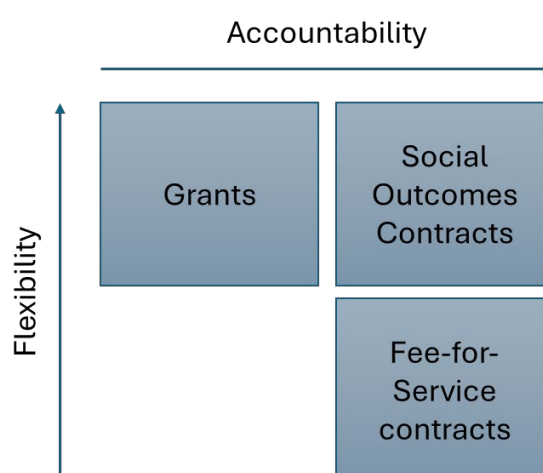 Accountability
Grants
Social
Outcomes
Contracts
Flexibility
Fee-for-
Service
contracts